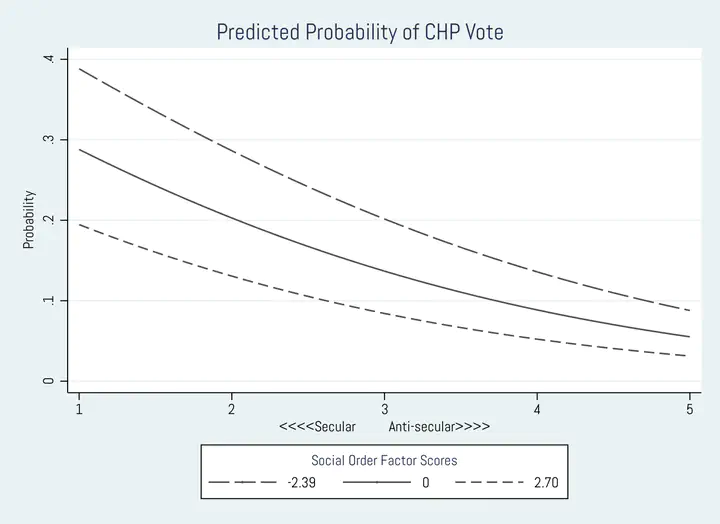 Predicted Probability of CHP Vote
.4
.3
.2
.1
0
Probability
1 2 3 4 5
<<<<Secular Anti-secular>>>>
Social Order Factor Scores
-2.39 0 2.70